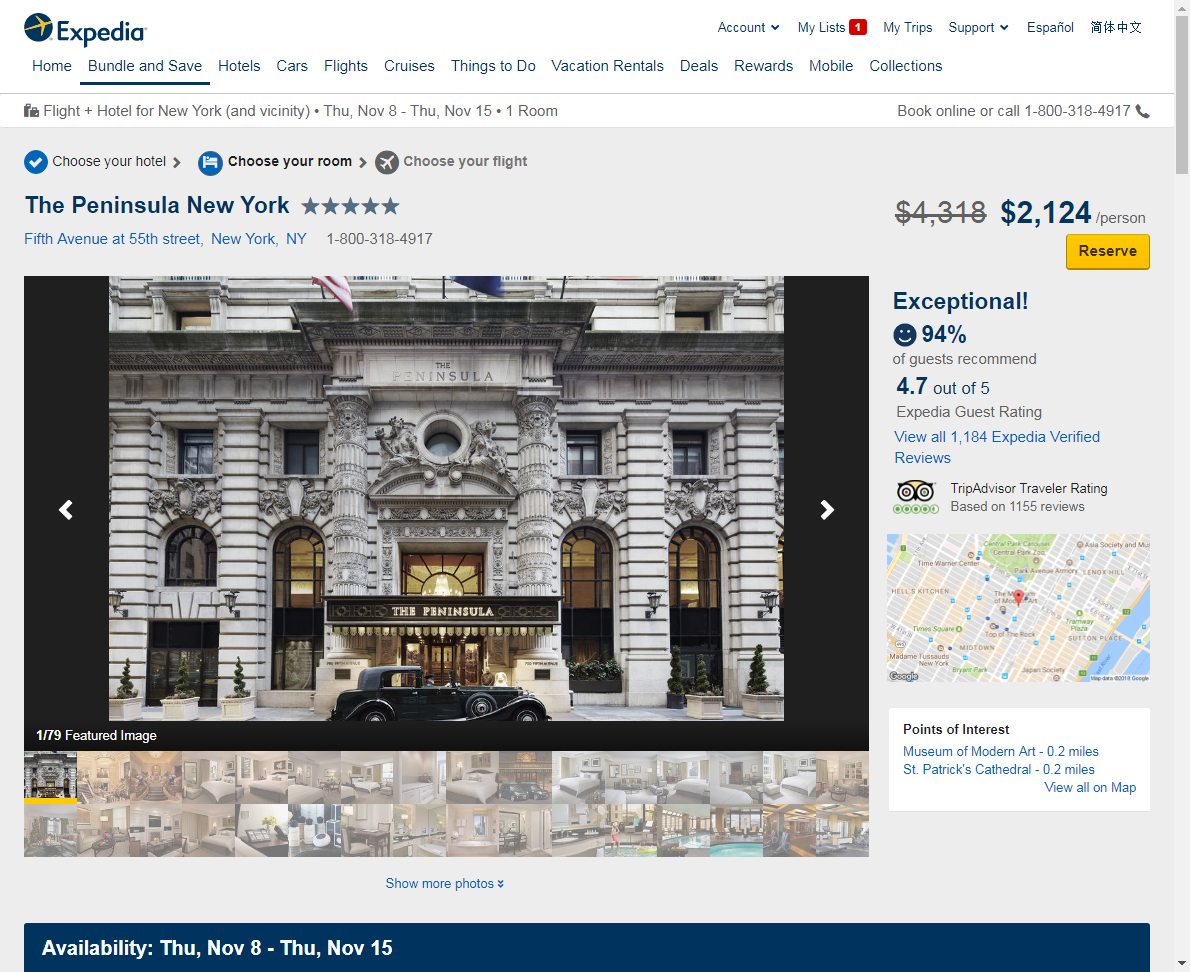 Expedia
Account
My Lists 1
My Trips
Support
Español
简体中文
Home
Bundle and Save
Hotels
Cars
Flights
Cruises
Things to Do
Vacation Rentals
Deals
Rewards
Mobile
Collections
Flight + Hotel for New York (and vicinity) • Thu, Nov 8 - Thu, Nov 15 • 1 Room
Book online or call 1-800-318-4917
Choose your hotel
Choose your room
Choose your flight
The Peninsula New York
$4,318 $2,124 /person
Fifth Avenue at 55th street, New York, NY 1-800-318-4917
Reserve
THE
PENINSULA
THE PENINSULA
700 FIFTH AVENUE
1/79 Featured Image
Show more photos
Exceptional!
94%
of guests recommend
4.7 out of 5
Expedia Guest Rating
View all 1,184 Expedia Verified
Reviews
TripAdvisor Traveler Rating
Based on 1155 reviews
Central Park Carousel
Central Park Zoo
Asia Society and Mu
Time Warner Center
Park Avenue Armory
LENOX HILL
HELL'S KITCHEN
The Museum
of Modern Art
Times Square
Tramway
Plaza
Top of The Rock
SUTTON PLACE
MIDTOWN
Madame Tussauds
New York
Bryant Park
Japan Society
Google
Map data ©2018 Google
Points of Interest
Museum of Modern Art - 0.2 miles
St. Patrick's Cathedral - 0.2 miles
View all on Map
Availability: Thu, Nov 8 - Thu, Nov 15